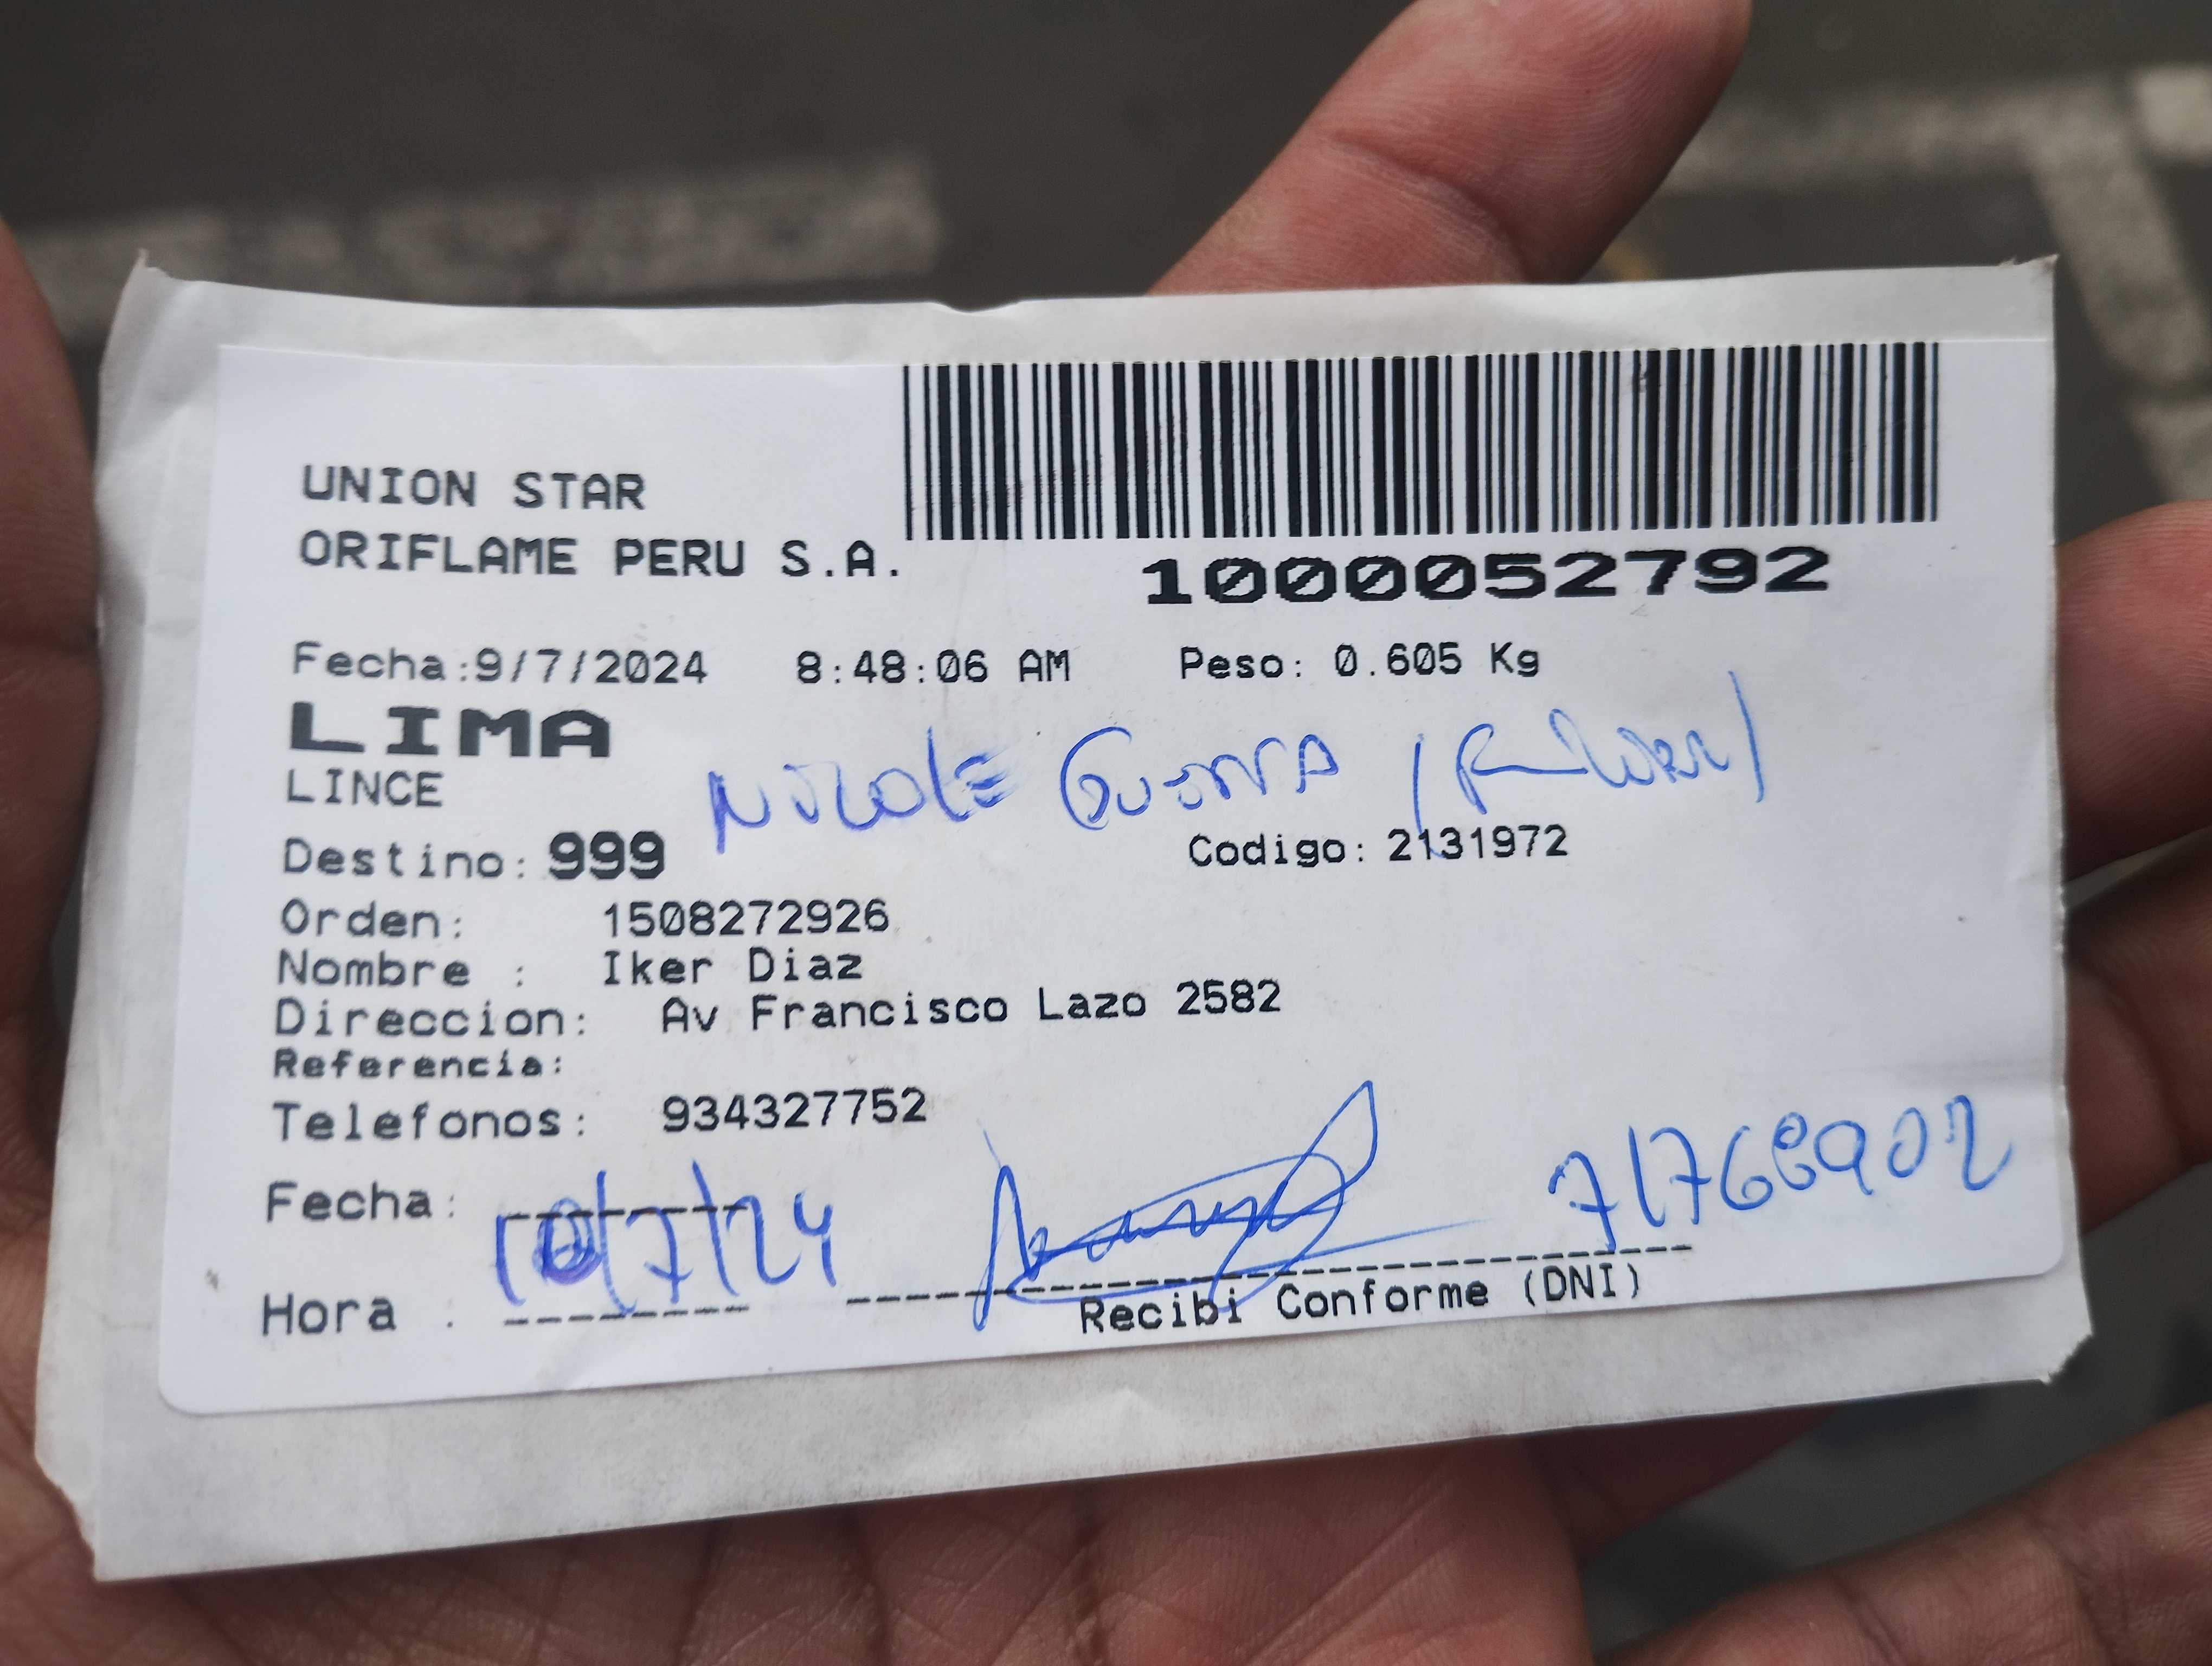 UNION STAR
ORIFLAME PERU S.A.
1000052792
Fecha:9/7/2024 8:48:06 AM Peso: 0.605 Kg
LIMA
LINCE
NICOLE GUERRA
Destino: 999 Codigo: 2131972
Orden: 1508272926
Nombre : Iker Diaz
Direccion: Av Francisco Lazo 2582
Referencia:
Telefonos: 934327752
Fecha: 10/7/24
71768902
Hora :
Recibi Conforme (DNI)